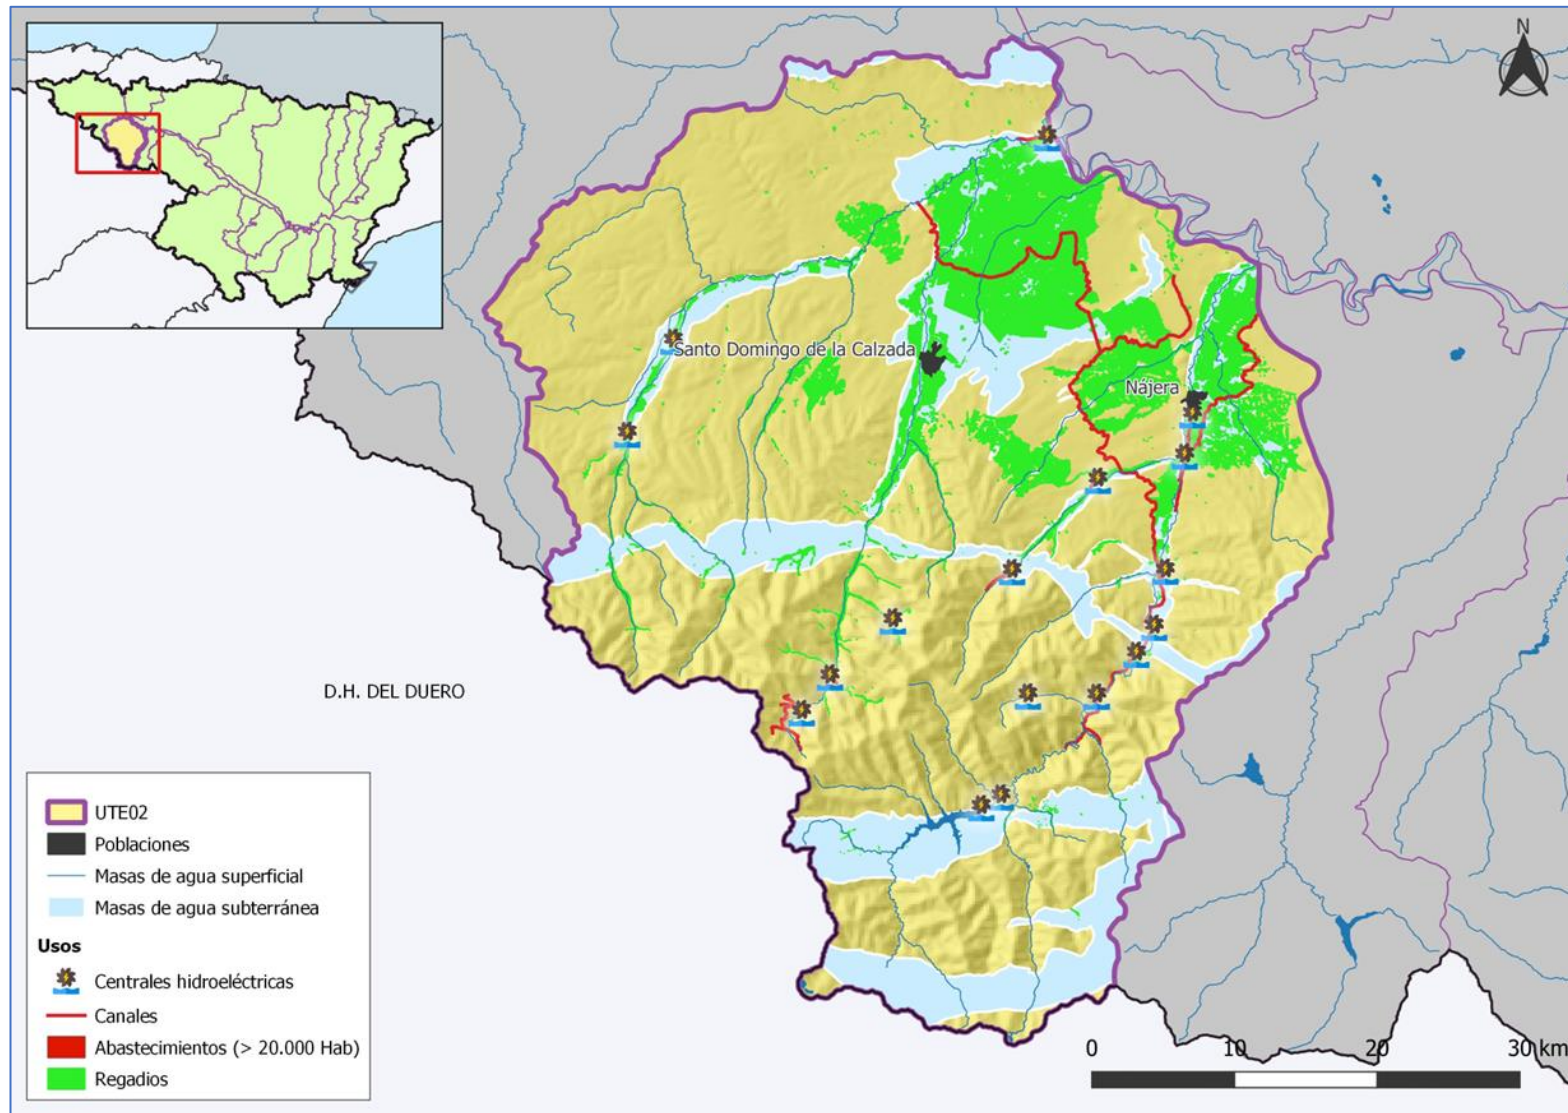 N
Santo Domingo de la Calzada
Nájera
D.H. DEL DUERO
UTE02
Poblaciones
Masas de agua superficial
Masas de agua subterránea
Usos
Centrales hidroeléctricas
Canales
Abastecimientos (> 20.000 Hab)
Regadios
0 10 20 30 km